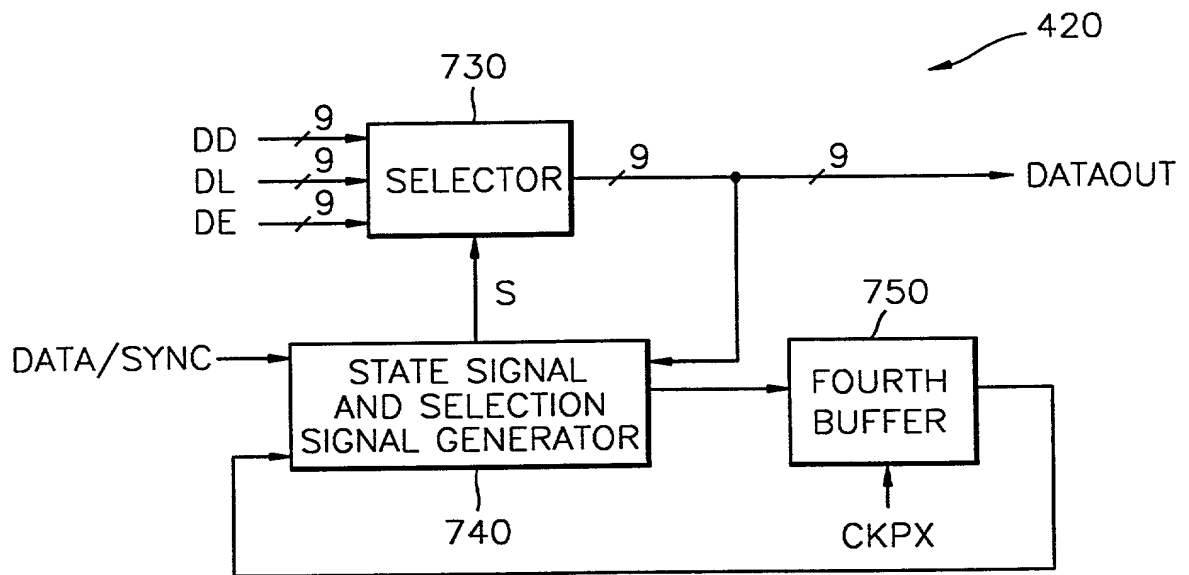 420
730
DD
9
DL
9
DE
9
SELECTOR
9
9
DATAOUT
S
750
DATA/SYNC
STATE SIGNAL
AND SELECTION
SIGNAL GENERATOR
FOURTH
BUFFER
740
CKPX